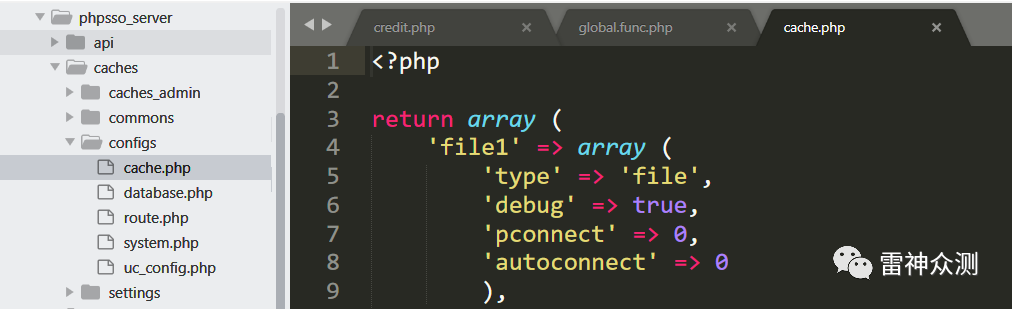 phpsso_server
api
caches
caches_admin
commons
configs
cache.php
database.php
route.php
system.php
uc_config.php
settings
credit.php × global.func.php × cache.php ×
1 <?php
2
3 return array (
4 'file1' => array (
5 'type' => 'file',
6 'debug' => true,
7 'pconnect' => 0,
8 'autoconnect' => 0
9 ),
雷神众测